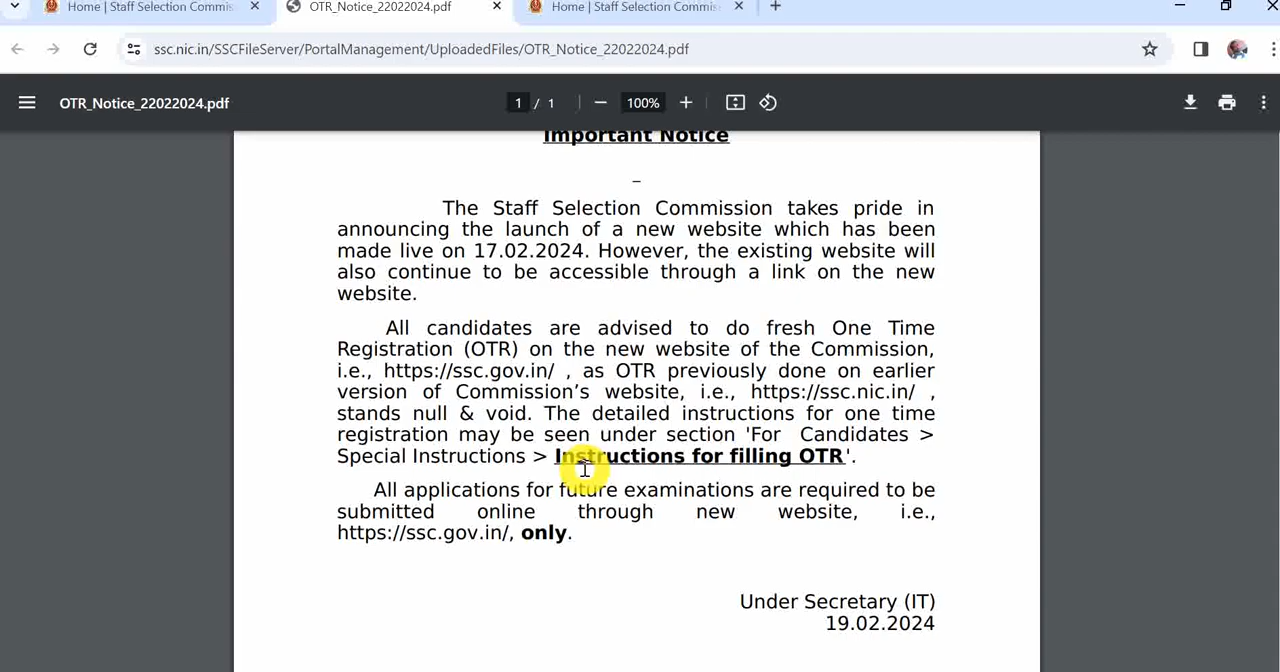 Home | Staff Selection Commis
OTR_Notice_22022024.pdf
Home | Staff Selection Commis
ssc.nic.in/SSCFileServer/PortalManagement/UploadedFiles/OTR_Notice_22022024.pdf
OTR_Notice_22022024.pdf
1 / 1
100%
Important Notice
The Staff Selection Commission takes pride in
announcing the launch of a new website which has been
made live on 17.02.2024. However, the existing website will
also continue to be accessible through a link on the new
website.
All candidates are advised to do fresh One Time
Registration (OTR) on the new website of the Commission,
i.e., https://ssc.gov.in/ , as OTR previously done on earlier
version of Commission’s website, i.e., https://ssc.nic.in/ ,
stands null & void. The detailed instructions for one time
registration may be seen under section 'For Candidates >
Special Instructions > Instructions for filling OTR'.
All applications for future examinations are required to be
submitted online through new website, i.e.,
https://ssc.gov.in/, only.
Under Secretary (IT)
19.02.2024